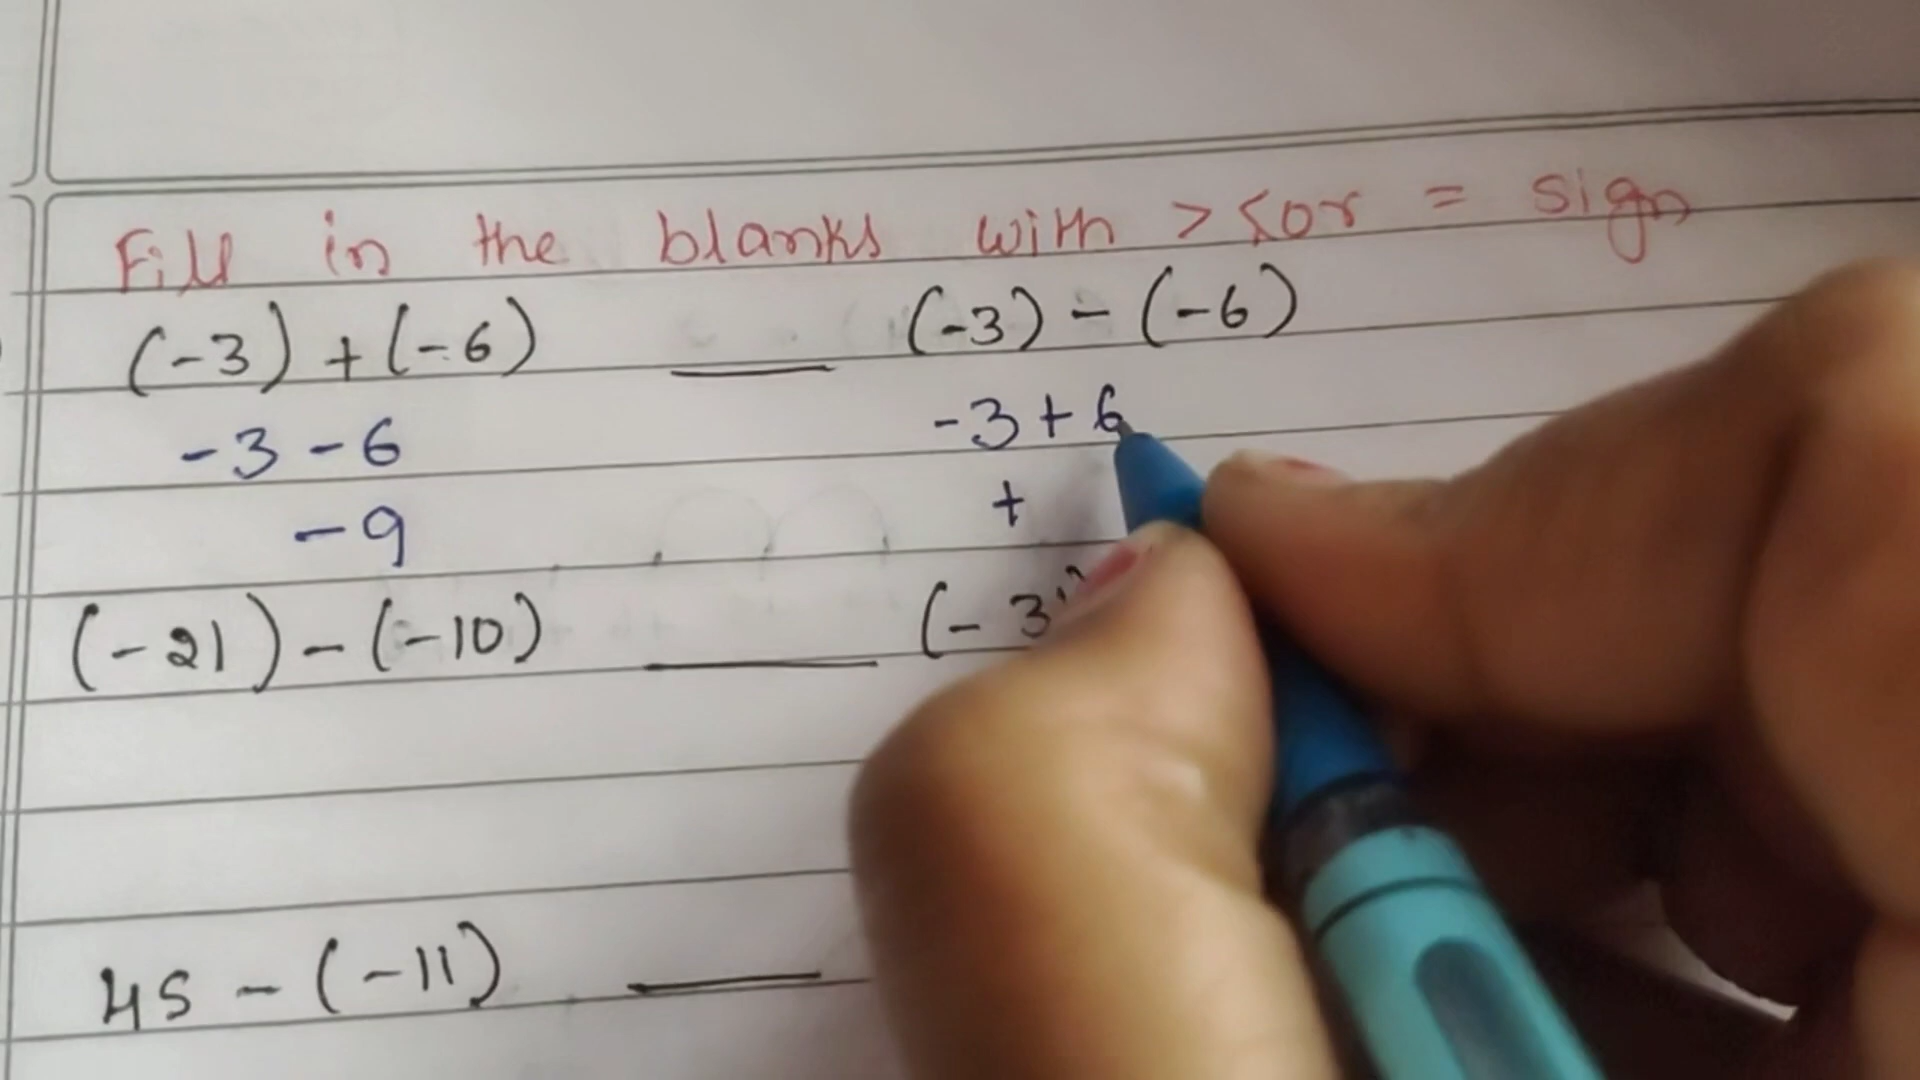 Fill in the blanks with > < or = sign
(-3) + (-6) ____ (-3) - (-6)
-3 - 6 -3 + 6
-9 +
(-21) - (-10) ____ (-31)
45 - (-11) ____